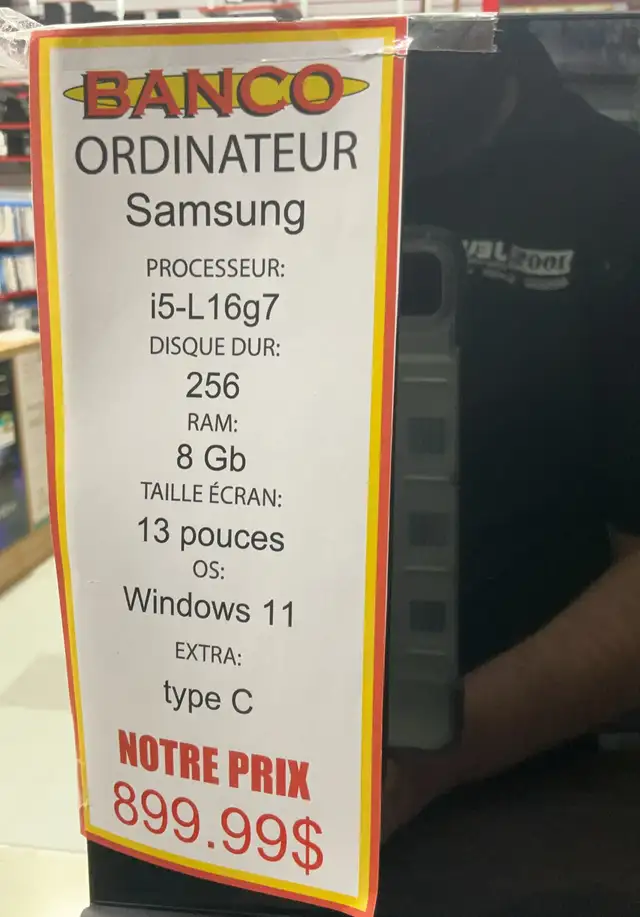 BANCO
ORDINATEUR
Samsung
PROCESSEUR:
i5-L16g7
DISQUE DUR:
256
RAM:
8 Gb
TAILLE ÉCRAN:
13 pouces
OS:
Windows 11
EXTRA:
type C
NOTRE PRIX
899.99$